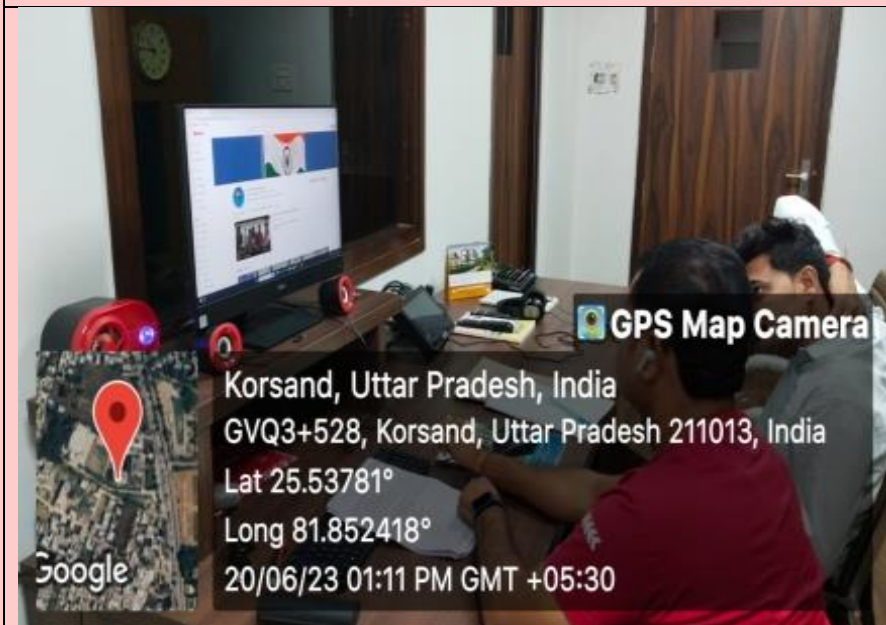 GPS Map Camera
Korsand, Uttar Pradesh, India
GVQ3+528, Korsand, Uttar Pradesh 211013, India
Lat 25.53781°
Long 81.852418°
20/06/23 01:11 PM GMT +05:30
Google